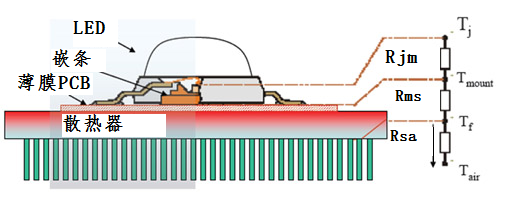 LED
嵌条
薄膜PCB
散热器
Rjm
Rms
Rsa
Tj
Tmount
Tf
Tair